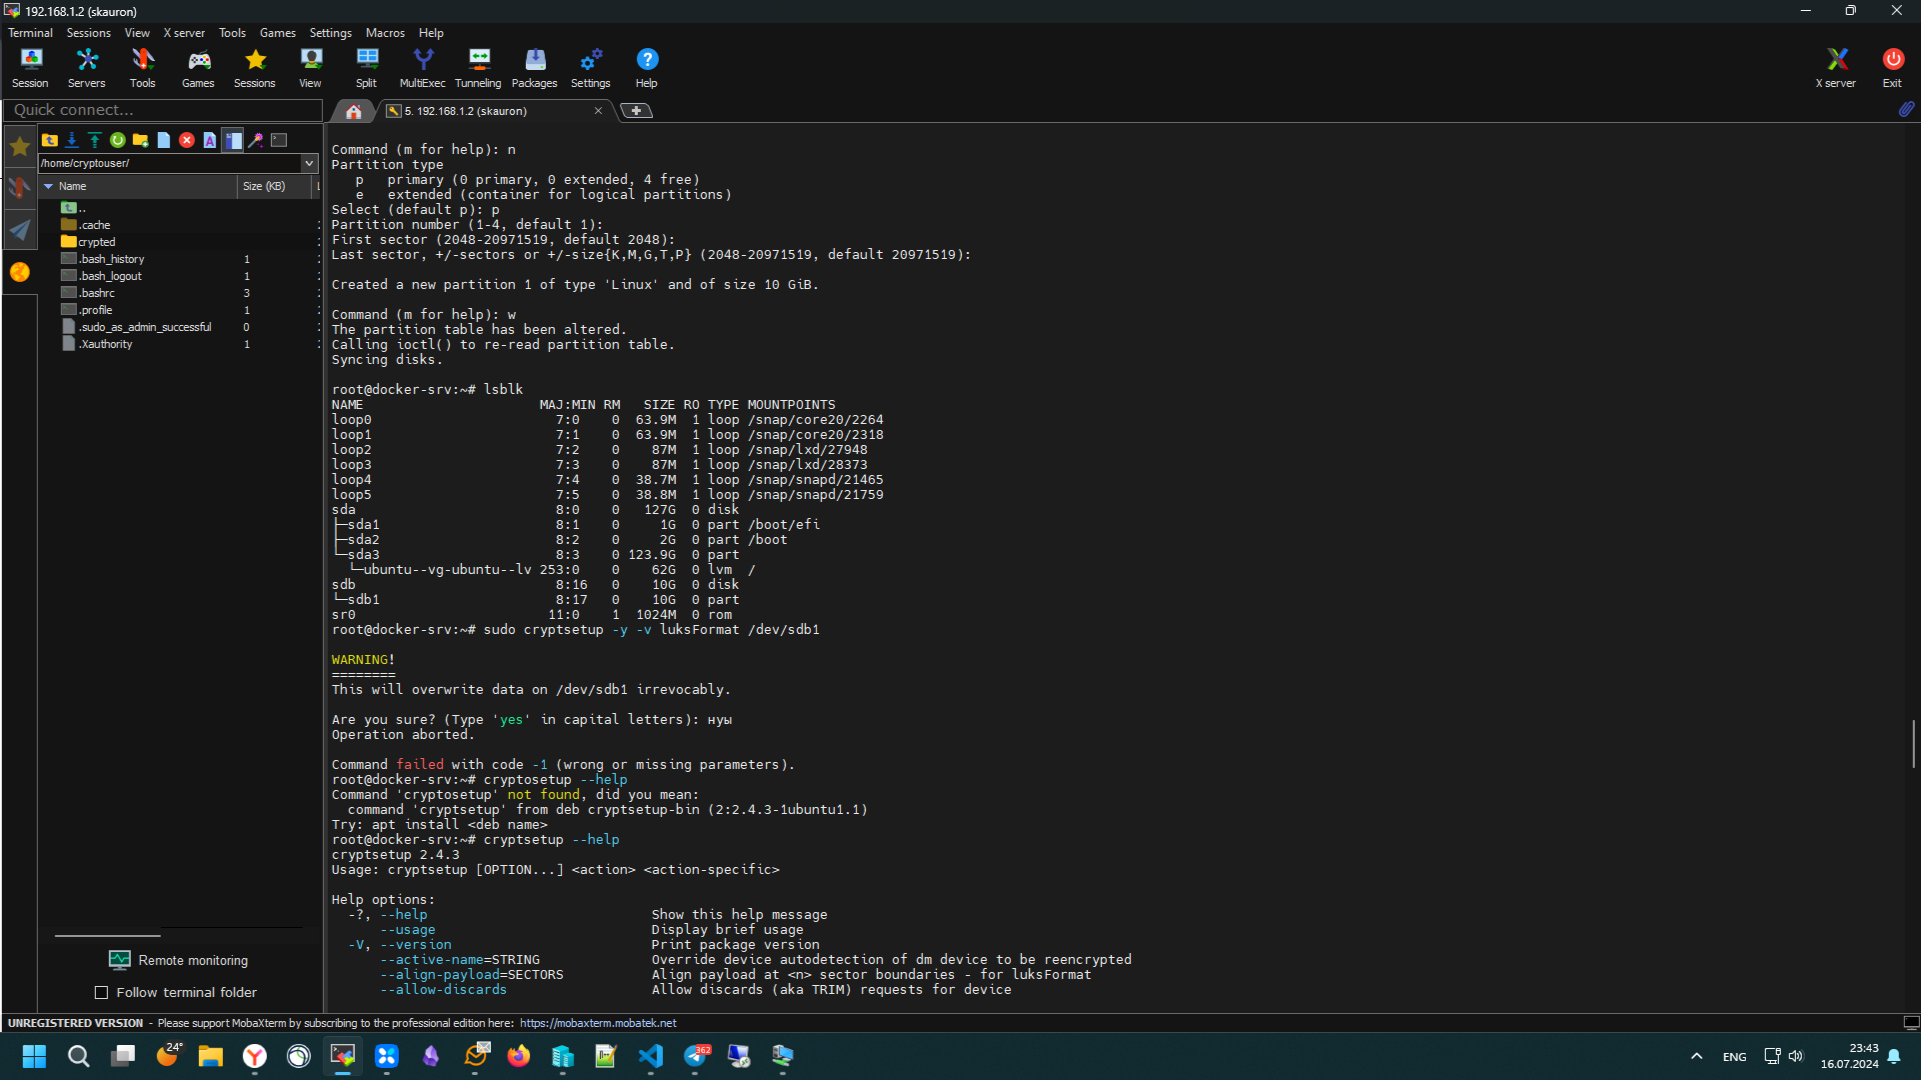 192.168.1.2 (skauron)
Terminal Sessions View X server Tools Games Settings Macros Help
Session Servers Tools Games Sessions View Split MultiExec Tunneling Packages Settings Help X server Exit
Quick connect...
5. 192.168.1.2 (skauron)
/home/cryptouser/
Name Size (KB)
..
.cache
crypted
.bash_history 1
.bash_logout 1
.bashrc 3
.profile 1
.sudo_as_admin_successful 0
.Xauthority 1
Remote monitoring
Follow terminal folder
Command (m for help): n
Partition type
   p   primary (0 primary, 0 extended, 4 free)
   e   extended (container for logical partitions)
Select (default p): p
Partition number (1-4, default 1):
First sector (2048-20971519, default 2048):
Last sector, +/-sectors or +/-size{K,M,G,T,P} (2048-20971519, default 20971519):
Created a new partition 1 of type 'Linux' and of size 10 GiB.
Command (m for help): w
The partition table has been altered.
Calling ioctl() to re-read partition table.
Syncing disks.
root@docker-srv:~# lsblk
NAME                      MAJ:MIN RM   SIZE RO TYPE MOUNTPOINTS
loop0                       7:0    0  63.9M  1 loop /snap/core20/2264
loop1                       7:1    0  63.9M  1 loop /snap/core20/2318
loop2                       7:2    0    87M  1 loop /snap/lxd/27948
loop3                       7:3    0    87M  1 loop /snap/lxd/28373
loop4                       7:4    0  38.7M  1 loop /snap/snapd/21465
loop5                       7:5    0  38.8M  1 loop /snap/snapd/21759
sda                         8:0    0   127G  0 disk
├─sda1                      8:1    0     1G  0 part /boot/efi
├─sda2                      8:2    0     2G  0 part /boot
└─sda3                      8:3    0 123.9G  0 part
  └─ubuntu--vg-ubuntu--lv 253:0    0    62G  0 lvm  /
sdb                         8:16   0    10G  0 disk
└─sdb1                      8:17   0    10G  0 part
sr0                        11:0    1  1024M  0 rom
root@docker-srv:~# sudo cryptsetup -y -v luksFormat /dev/sdb1
WARNING!
========
This will overwrite data on /dev/sdb1 irrevocably.
Are you sure? (Type 'yes' in capital letters): нуы
Operation aborted.
Command failed with code -1 (wrong or missing parameters).
root@docker-srv:~# cryptosetup --help
Command 'cryptosetup' not found, did you mean:
  command 'cryptsetup' from deb cryptsetup-bin (2:2.4.3-1ubuntu1.1)
Try: apt install <deb name>
root@docker-srv:~# cryptsetup --help
cryptsetup 2.4.3
Usage: cryptsetup [OPTION...] <action> <action-specific>
Help options:
  -?, --help                            Show this help message
      --usage                           Display brief usage
  -V, --version                         Print package version
      --active-name=STRING              Override device autodetection of dm device to be reencrypted
      --align-payload=SECTORS           Align payload at <n> sector boundaries - for luksFormat
      --allow-discards                  Allow discards (aka TRIM) requests for device
UNREGISTERED VERSION - Please support MobaXterm by subscribing to the professional edition here: https://mobaxterm.mobatek.net
24°
362
ENG
23:43
16.07.2024